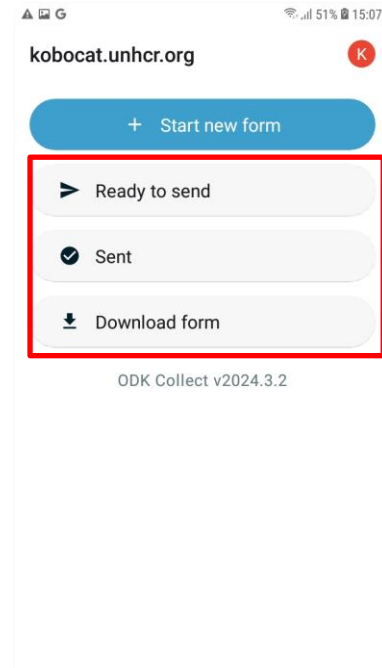 G 51% 15:07
kobocat.unhcr.org K
+ Start new form
Ready to send
Sent
Download form
ODK Collect v2024.3.2